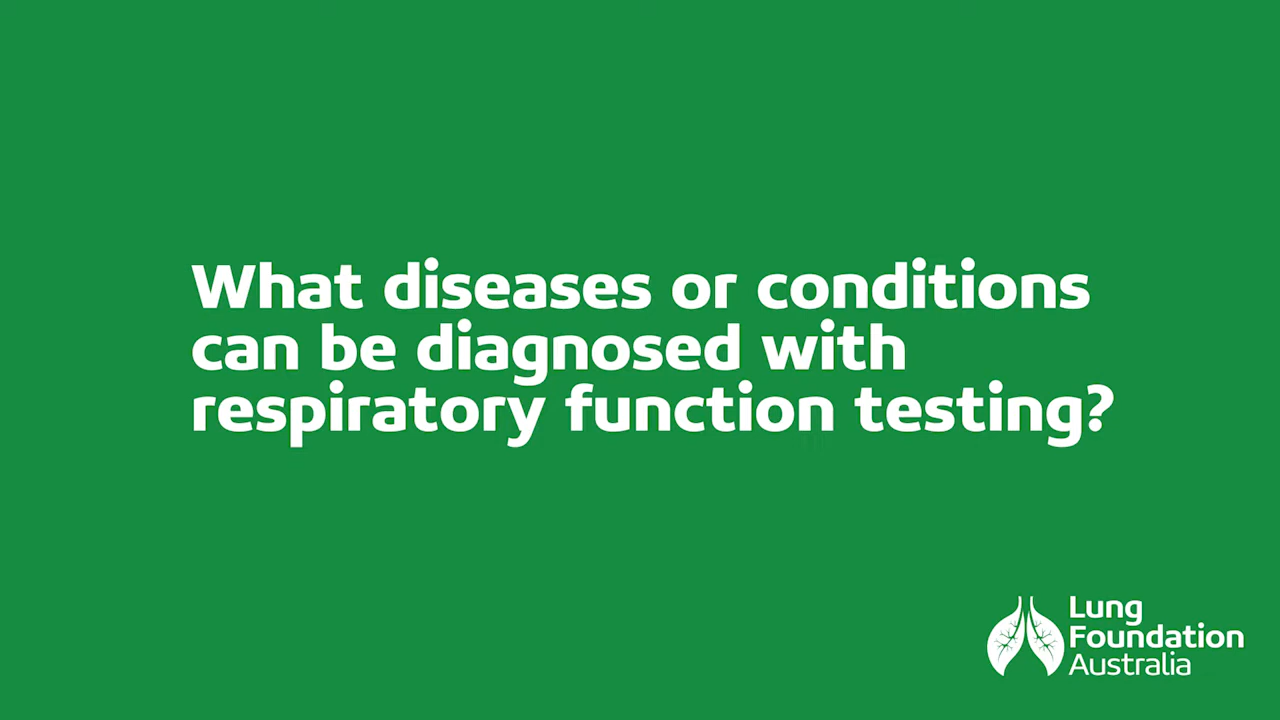 What diseases or conditions
can be diagnosed with
respiratory function testing?
Lung
Foundation
Australia